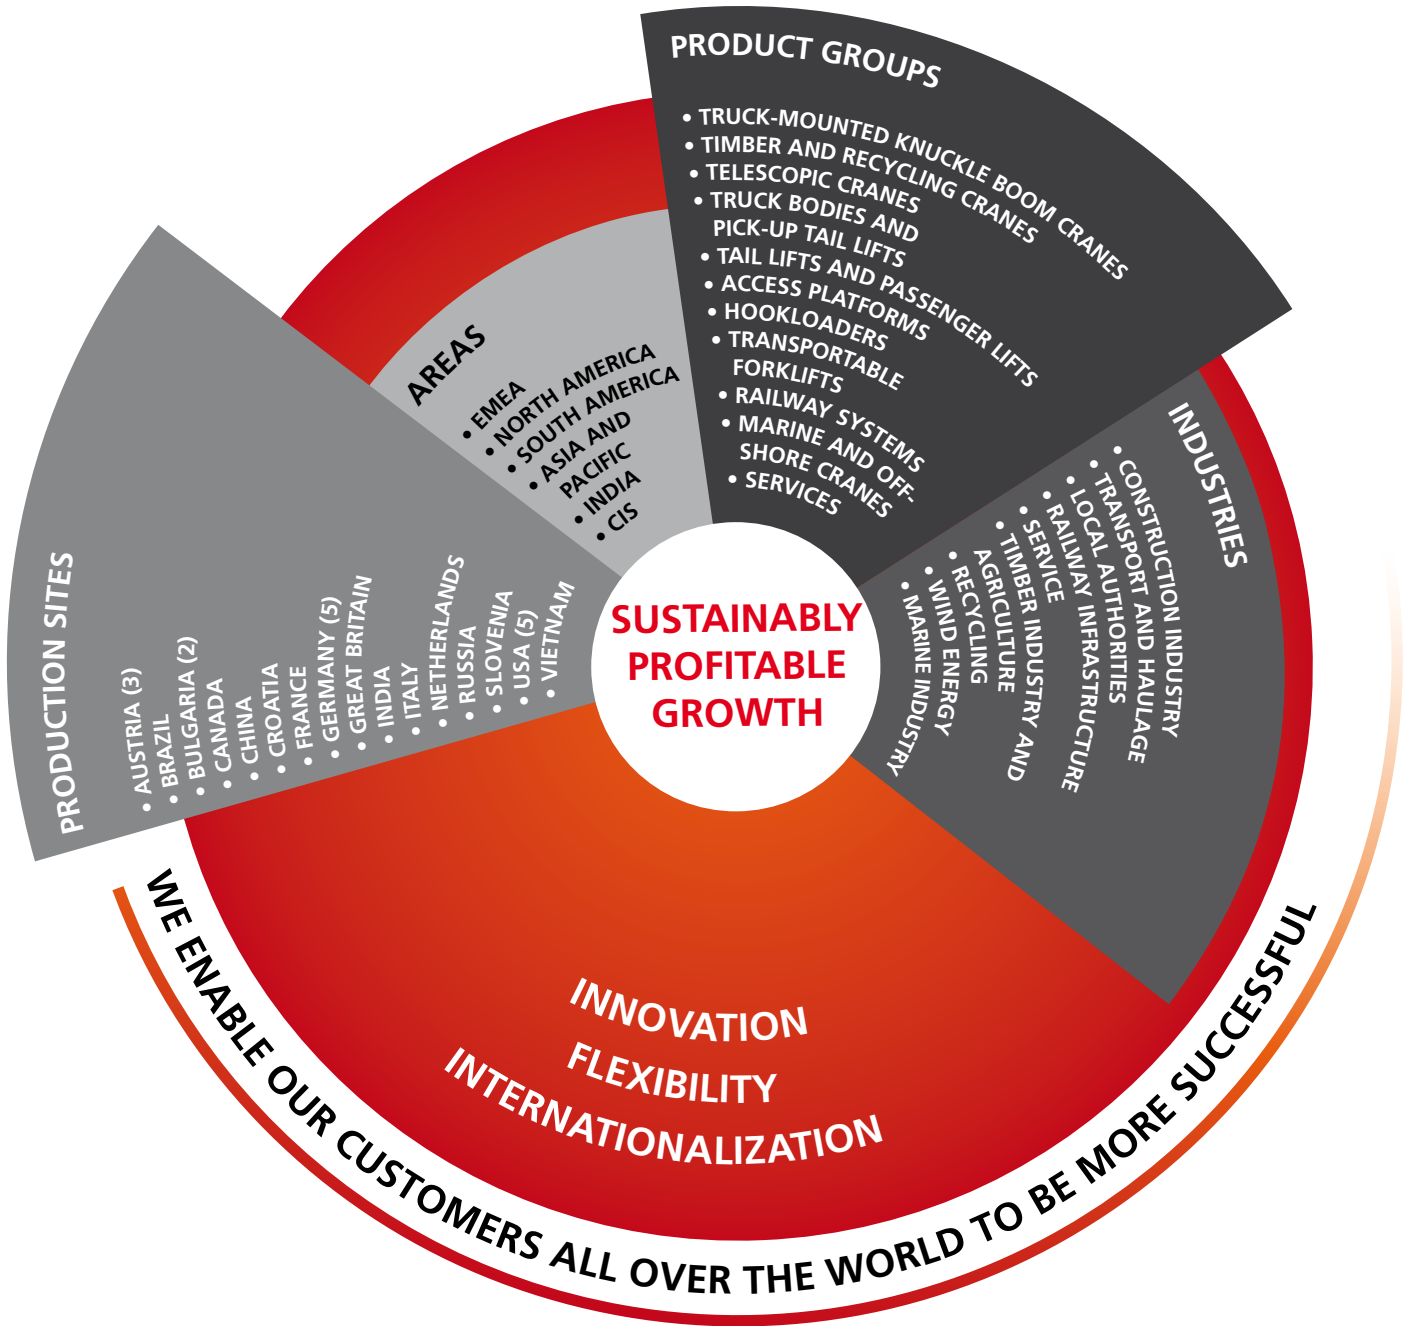 PRODUCT GROUPS
• TRUCK-MOUNTED KNUCKLE BOOM CRANES
• TIMBER AND RECYCLING CRANES
• TELESCOPIC CRANES
• TRUCK BODIES AND
PICK-UP TAIL LIFTS
• TAIL LIFTS AND PASSENGER LIFTS
• ACCESS PLATFORMS
• HOOKLOADERS
• TRANSPORTABLE
FORKLIFTS
• RAILWAY SYSTEMS
• MARINE AND OFF-
SHORE CRANES
• SERVICES
AREAS
• EMEA
• NORTH AMERICA
• SOUTH AMERICA
• ASIA AND
PACIFIC
• INDIA
• CIS
INDUSTRIES
• CONSTRUCTION INDUSTRY
• TRANSPORT AND HAULAGE
• LOCAL AUTHORITIES
• RAILWAY INFRASTRUCTURE
• SERVICE
• TIMBER INDUSTRY AND
AGRICULTURE
• RECYCLING
• WIND ENERGY
• MARINE INDUSTRY
PRODUCTION SITES
• AUSTRIA (3)
• BRAZIL
• BULGARIA (2)
• CANADA
• CHINA
• CROATIA
• FRANCE
• GERMANY (5)
• GREAT BRITAIN
• INDIA
• ITALY
• NETHERLANDS
• RUSSIA
• SLOVENIA
• USA (5)
• VIETNAM
SUSTAINABLY
PROFITABLE
GROWTH
INNOVATION
FLEXIBILITY
INTERNATIONALIZATION
WE ENABLE OUR CUSTOMERS ALL OVER THE WORLD TO BE MORE SUCCESSFUL